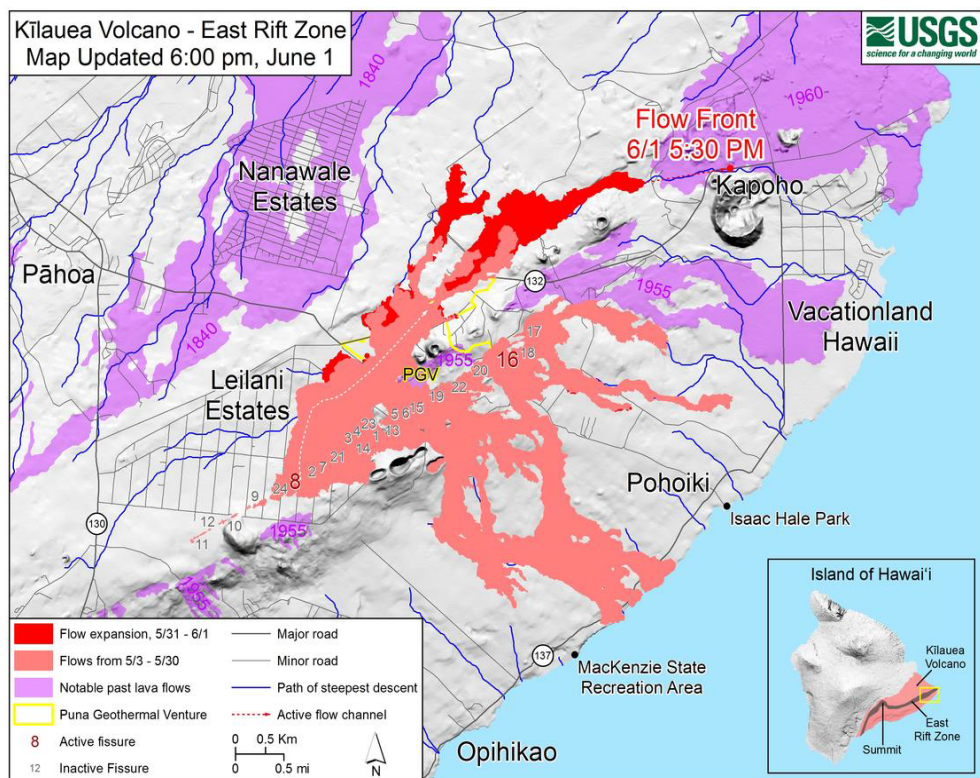 Kīlauea Volcano - East Rift Zone
Map Updated 6:00 pm, June 1
USGS
science for a changing world
1840
1960-
Flow Front
6/1 5:30 PM
Kapoho
Nanawale
Estates
Pāhoa
132
1955
Vacationland
Hawaii
1840
17
16
18
1955
PGV
20
22
19
Leilani
Estates
5
6
15
23
4
3
1
13
14
21
7
2
8
24
9
12
10
11
Pohoiki
Isaac Hale Park
130
1955
1955
137
MacKenzie State
Recreation Area
Opihikao
Flow expansion, 5/31 - 6/1
Flows from 5/3 - 5/30
Notable past lava flows
Puna Geothermal Venture
8 Active fissure
12 Inactive Fissure
Major road
Minor road
Path of steepest descent
Active flow channel
0 0.5 Km
0 0.5 mi
N
Island of Hawaiʻi
Kīlauea
Volcano
East
Rift Zone
Summit